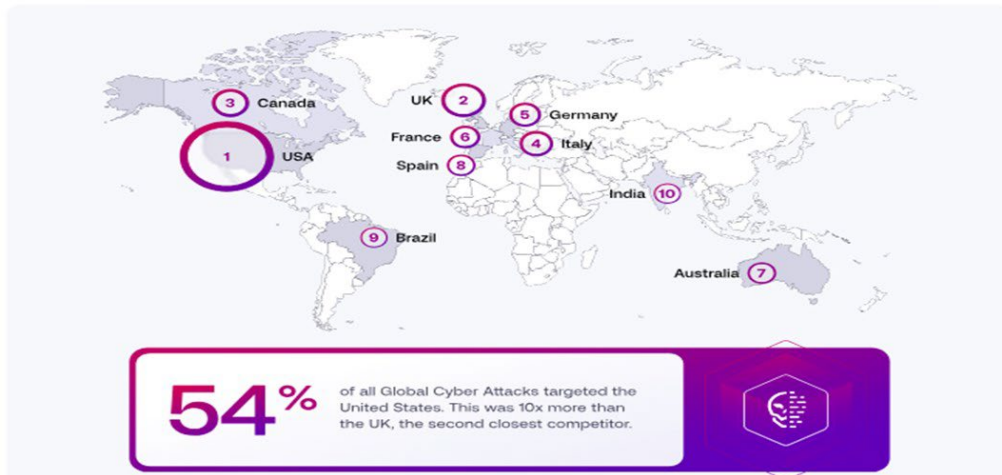 3 Canada
UK 2
5 Germany
France 6
4 Italy
1 USA
Spain 8
India 10
9 Brazil
Australia 7
54%
of all Global Cyber Attacks targeted the
United States. This was 10x more than
the UK, the second closest competitor.